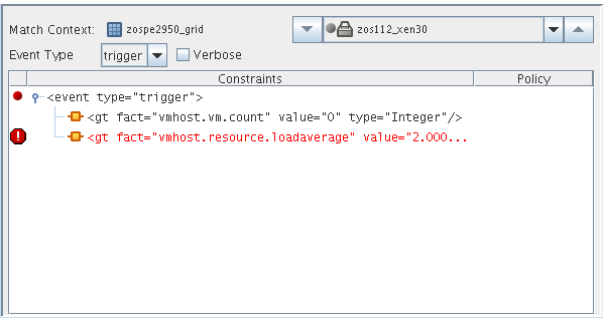 Match Context: zospe2950_grid zos112_xen30
Event Type trigger Verbose
Constraints Policy
<event type="trigger">
<gt fact="vmhost.vm.count" value="0" type="Integer"/>
<gt fact="vmhost.resource.loadaverage" value="2.000...